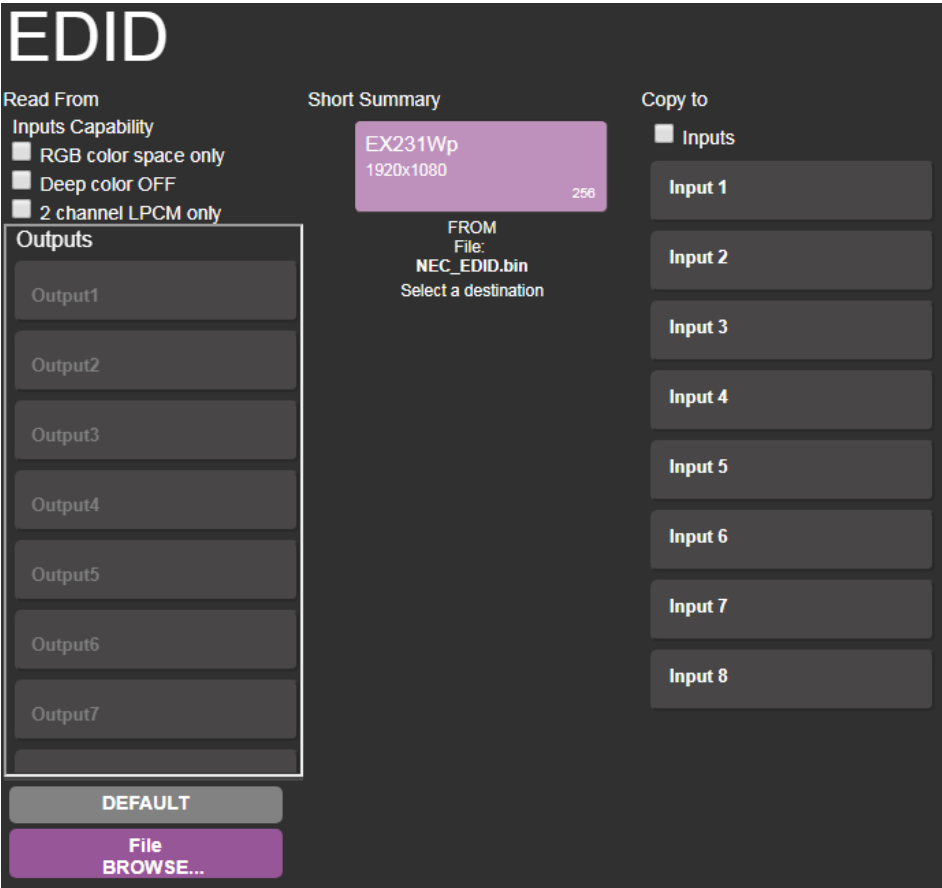 EDID
Read From
Inputs Capability
RGB color space only
Deep color OFF
2 channel LPCM only
Outputs
Output1
Output2
Output3
Output4
Output5
Output6
Output7
DEFAULT
File
BROWSE...
Short Summary
EX231Wp
1920x1080
256
FROM
File:
NEC_EDID.bin
Select a destination
Copy to
Inputs
Input 1
Input 2
Input 3
Input 4
Input 5
Input 6
Input 7
Input 8